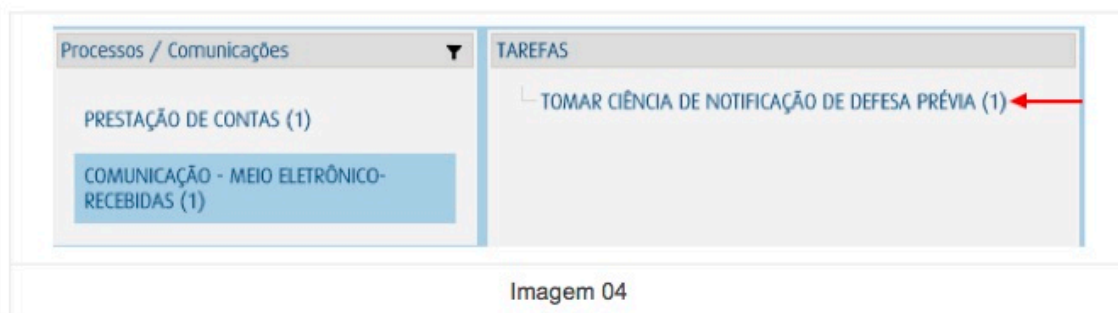 Processos / Comunicações
TAREFAS
PRESTAÇÃO DE CONTAS (1)
COMUNICAÇÃO - MEIO ELETRÔNICO-
RECEBIDAS (1)
TOMAR CIÊNCIA DE NOTIFICAÇÃO DE DEFESA PRÉVIA (1)
Imagem 04